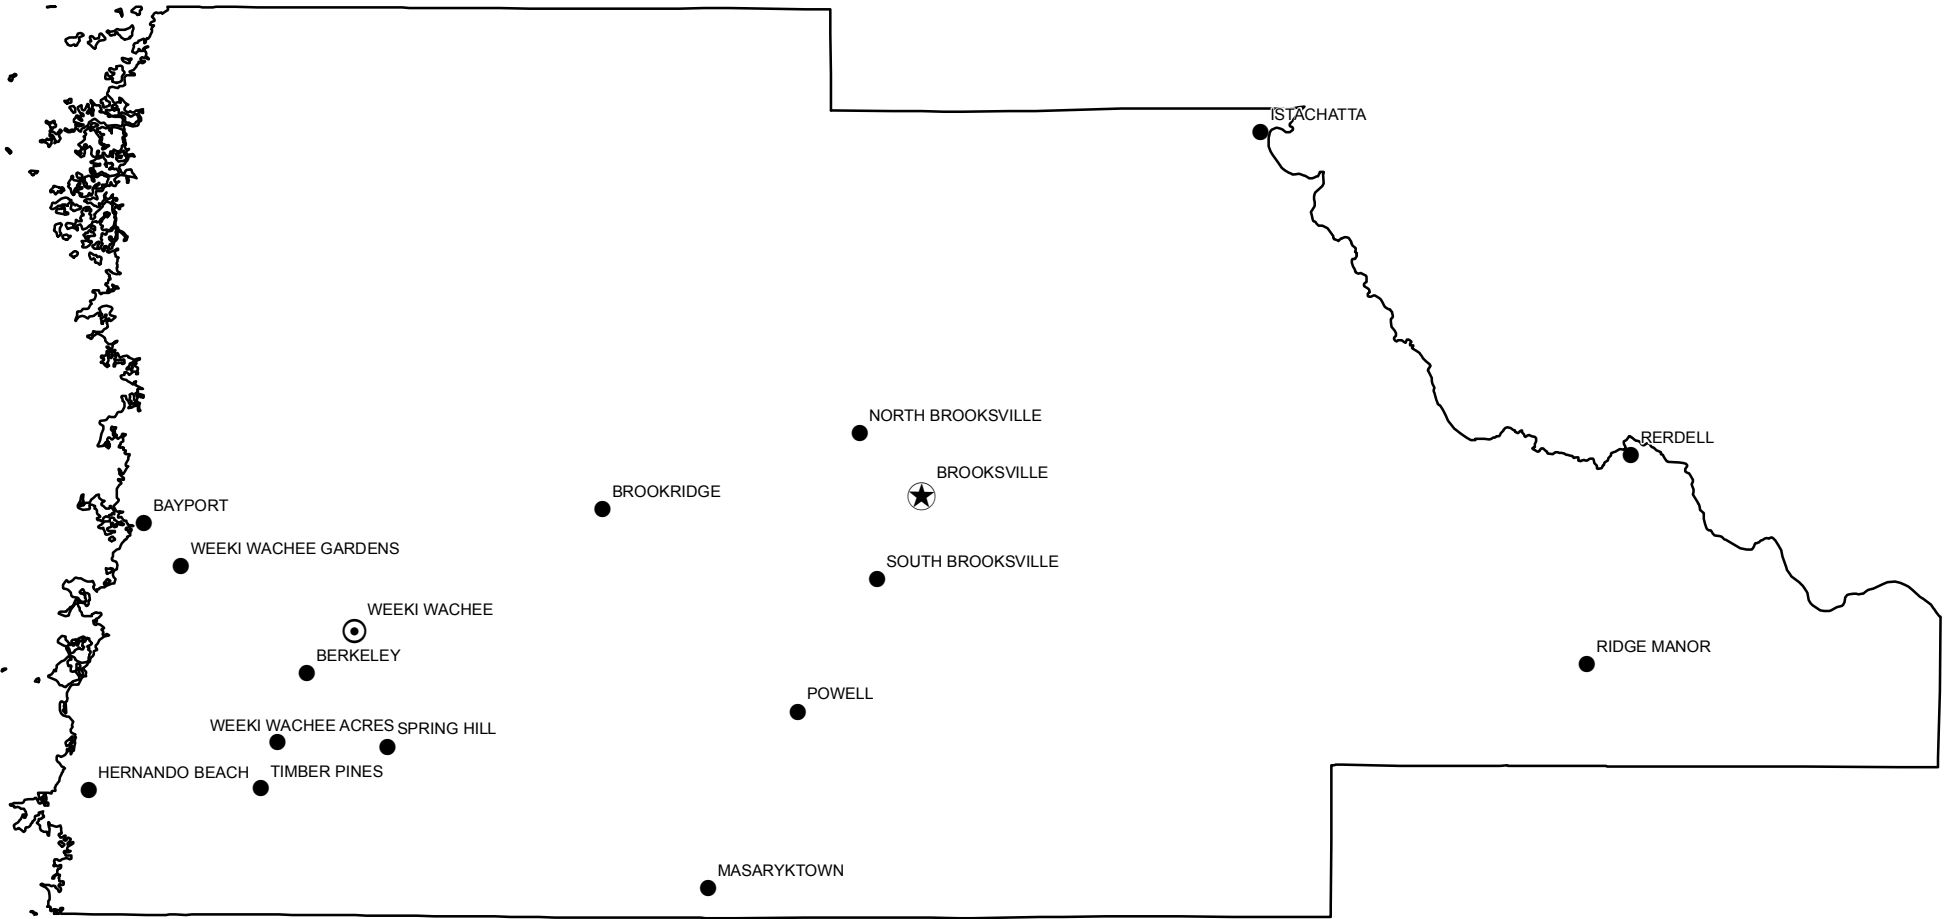 ISTACHATTA
NORTH BROOKSVILLE
RERDELL
BROOKSVILLE
BROOKRIDGE
BAYPORT
WEEKI WACHEE GARDENS
SOUTH BROOKSVILLE
WEEKI WACHEE
RIDGE MANOR
BERKELEY
POWELL
WEEKI WACHEE ACRES
SPRING HILL
HERNANDO BEACH
TIMBER PINES
MASARYKTOWN